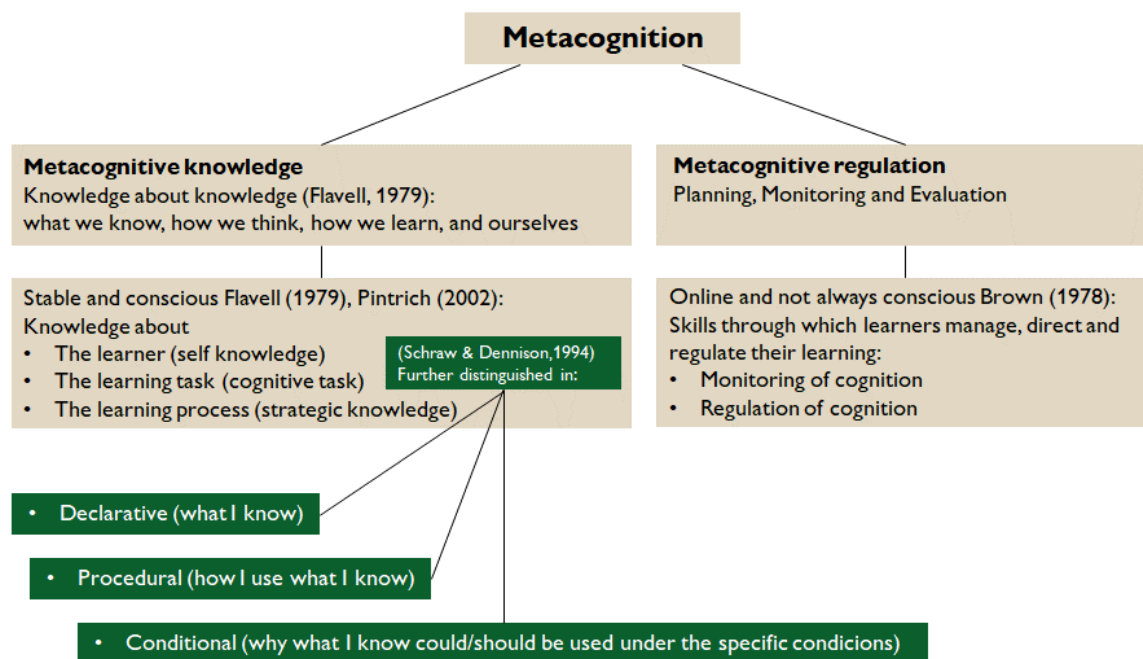 Metacognition
Metacognitive knowledge
Knowledge about knowledge (Flavell, 1979):
what we know, how we think, how we learn, and ourselves
Metacognitive regulation
Planning, Monitoring and Evaluation
Stable and conscious Flavell (1979), Pintrich (2002):
Knowledge about
• The learner (self knowledge)
• The learning task (cognitive task)
• The learning process (strategic knowledge)
(Schraw & Dennison,1994)
Further distinguished in:
Online and not always conscious Brown (1978):
Skills through which learners manage, direct and
regulate their learning:
• Monitoring of cognition
• Regulation of cognition
• Declarative (what I know)
• Procedural (how I use what I know)
• Conditional (why what I know could/should be used under the specific condicions)